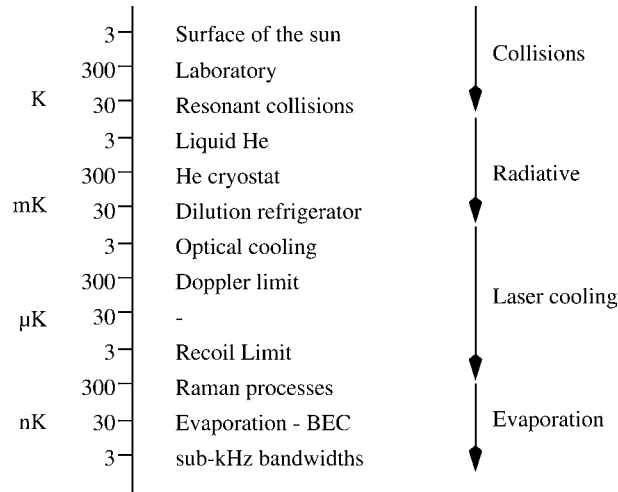 3 Surface of the sun
Collisions
300 Laboratory
K 30 Resonant collisions
3 Liquid He
300 He cryostat Radiative
mK 30 Dilution refrigerator
3 Optical cooling
300 Doppler limit
Laser cooling
µK 30 -
3 Recoil Limit
300 Raman processes
nK 30 Evaporation - BEC Evaporation
3 sub-kHz bandwidths